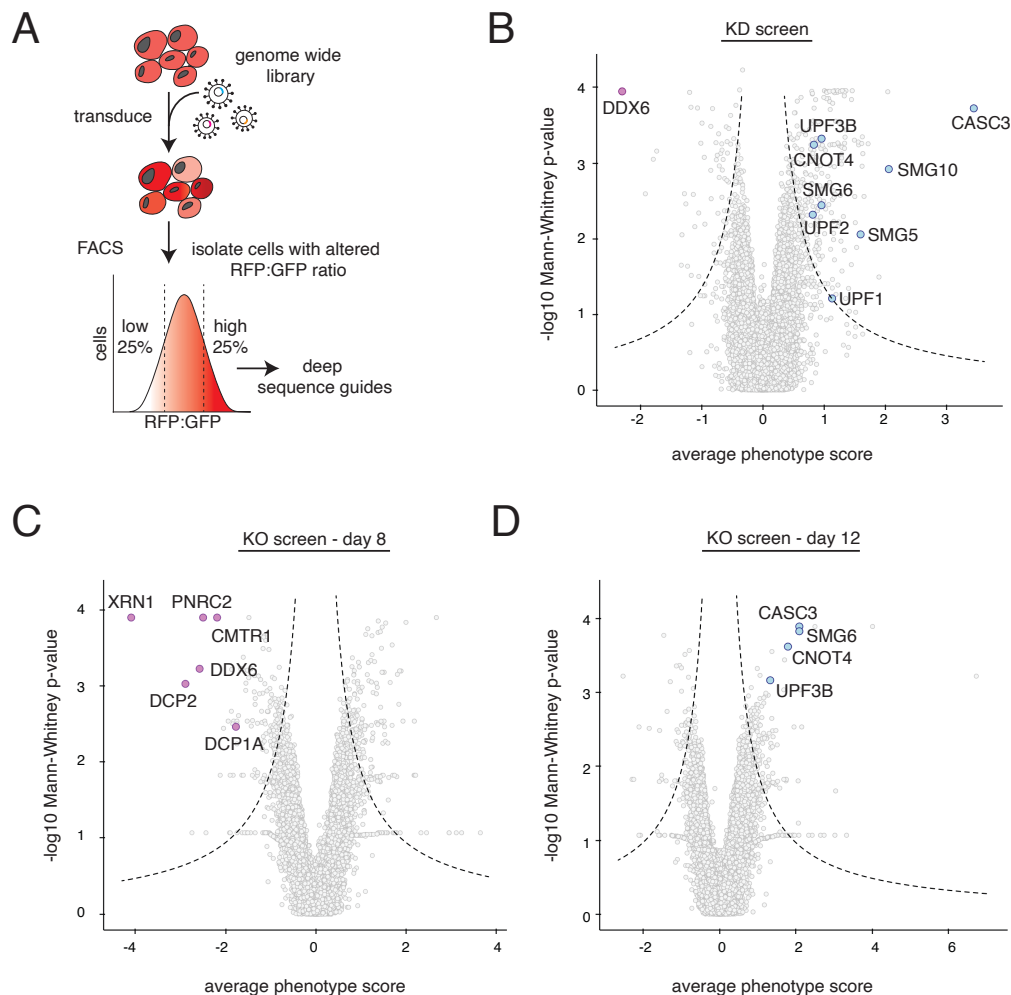 A
genome wide
library
transduce
FACS
isolate cells with altered
RFP:GFP ratio
cells
low
25%
high
25%
deep
sequence guides
RFP:GFP
B
KD screen
-log10 Mann-Whitney p-value
4
3
2
1
0
DDX6
UPF3B
CASC3
CNOT4
SMG10
SMG6
UPF2
SMG5
UPF1
-2
-1
0
1
2
3
average phenotype score
C
KO screen - day 8
-log10 Mann-Whitney p-value
4
3
2
1
0
XRN1
PNRC2
CMTR1
DDX6
DCP2
DCP1A
-4
-2
0
2
4
average phenotype score
D
KO screen - day 12
-log10 Mann-Whitney p-value
4
3
2
1
0
CASC3
SMG6
CNOT4
UPF3B
-2
0
2
4
6
average phenotype score